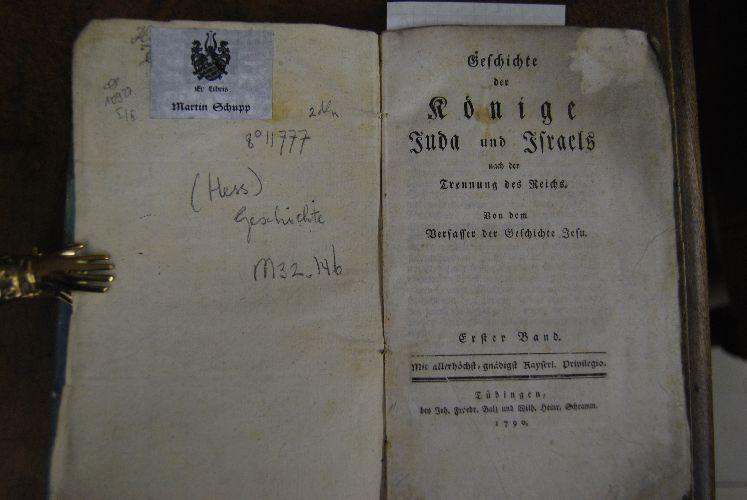 Ex Libris
Martin Schupp
8° 11777
(Hess)
Geschichte
M32.146
Geschichte
der
Könige
Juda und Israels
nach der
Trennung des Reichs.
Von dem
Verfasser der Geschichte Jesu.
Erster Band.
Mit allerhöchst-gnädigst Kayserl. Privilegio.
Tübingen,
bey Joh. Friedr. Balz und Wilh. Heinr. Schramm.
1790.